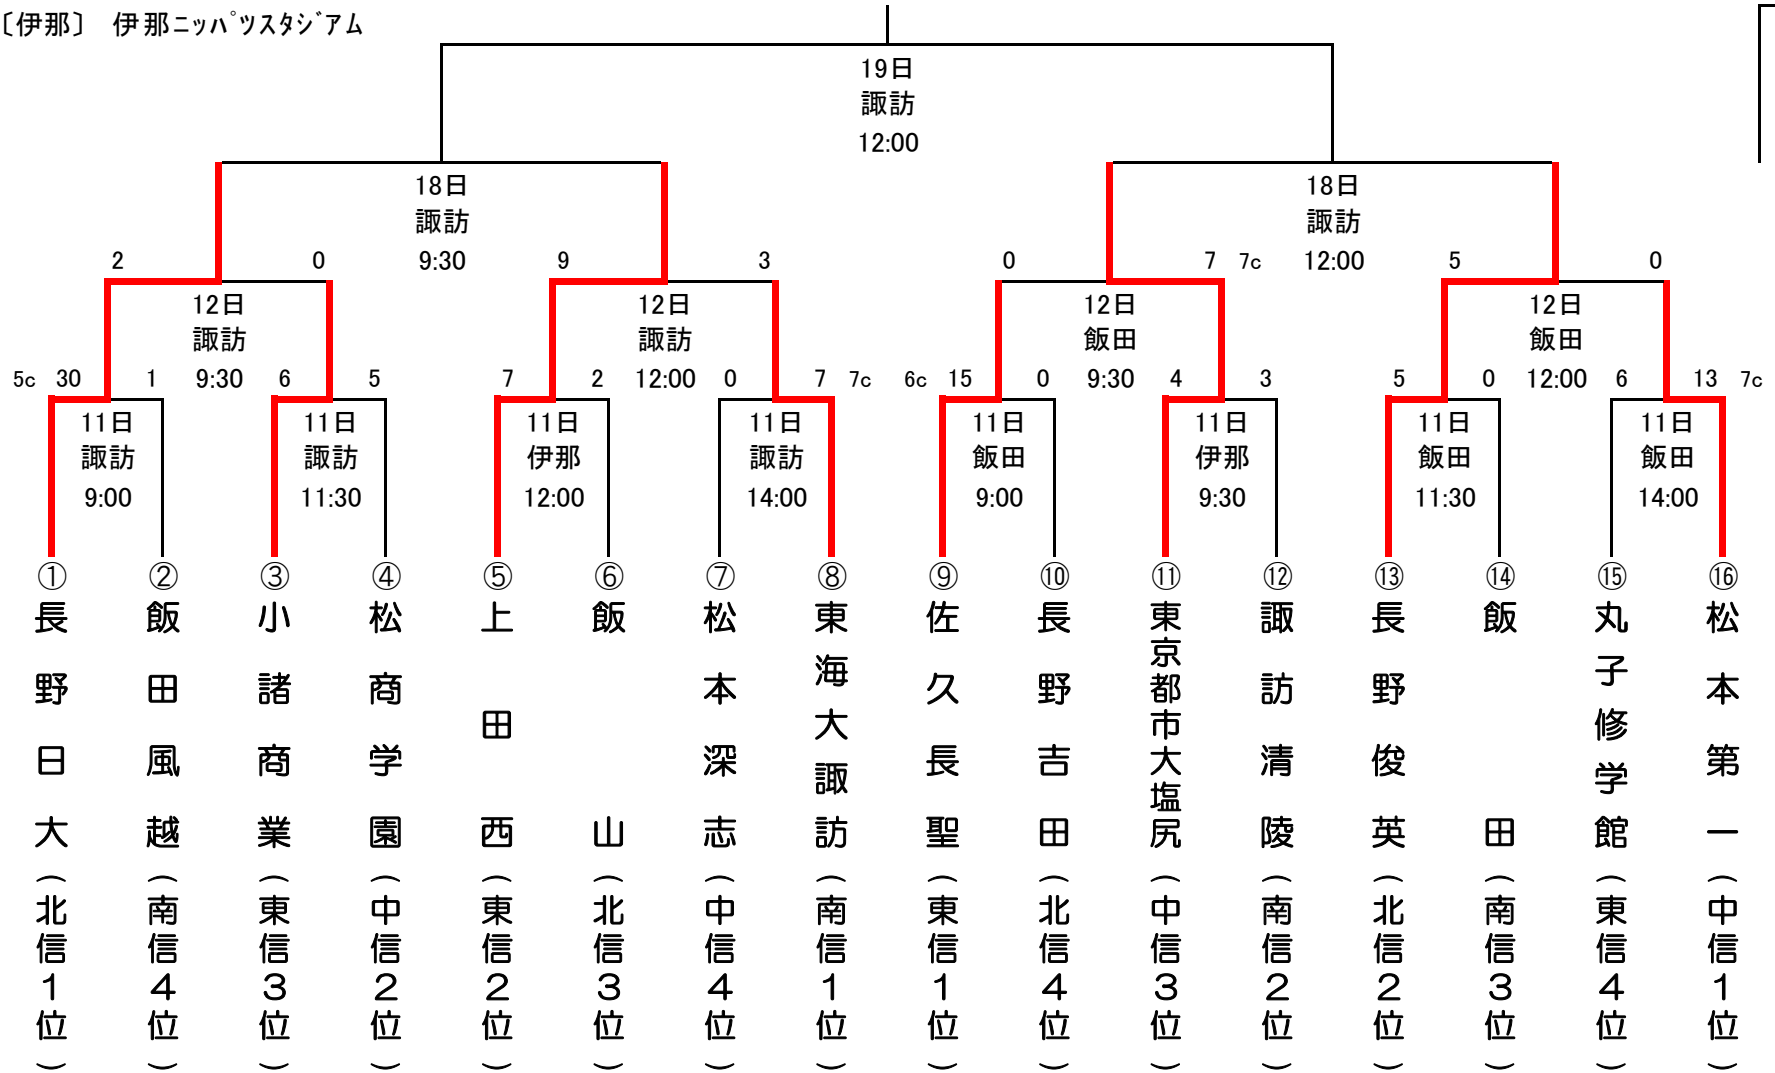 〔伊那〕 伊那ニッパツスタジアム
19日
諏訪
12:00
18日
諏訪
9:30
18日
諏訪
12:00
2 0 9 3 0 7 7c 5 0
12日
諏訪
9:30
12日
諏訪
12:00
12日
飯田
9:30
12日
飯田
12:00
5c 30 1 6 5 7 2 0 7 7c 6c 15 0 4 3 5 0 6 13 7c
11日
諏訪
9:00
11日
諏訪
11:30
11日
伊那
12:00
11日
諏訪
14:00
11日
飯田
9:00
11日
伊那
9:30
11日
飯田
11:30
11日
飯田
14:00
①長野日大(北信1位)
②飯田風越(南信4位)
③小諸商業(東信3位)
④松商学園(中信2位)
⑤上田西(東信2位)
⑥飯山(北信3位)
⑦松本深志(中信4位)
⑧東海大諏訪(南信1位)
⑨佐久長聖(東信1位)
⑩長野吉田(北信4位)
⑪東京都市大塩尻(中信3位)
⑫諏訪清陵(南信2位)
⑬長野俊英(北信2位)
⑭飯田(南信3位)
⑮丸子修学館(東信4位)
⑯松本第一(中信1位)